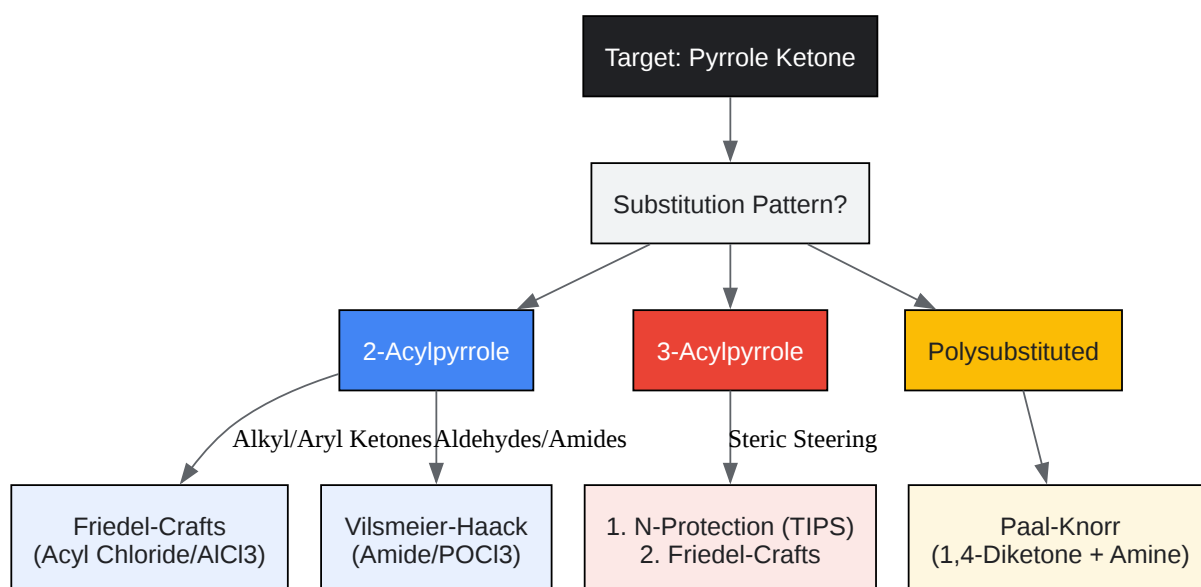 Target: Pyrrole Ketone
Substitution Pattern?
2-Acylpyrrole
3-Acylpyrrole
Polysubstituted
Alkyl/Aryl Ketones
Aldehydes/Amides
Steric Steering
Friedel-Crafts
(Acyl Chloride/AlCl3)
Vilsmeier-Haack
(Amide/POCl3)
1. N-Protection (TIPS)
2. Friedel-Crafts
Paal-Knorr
(1,4-Diketone + Amine)